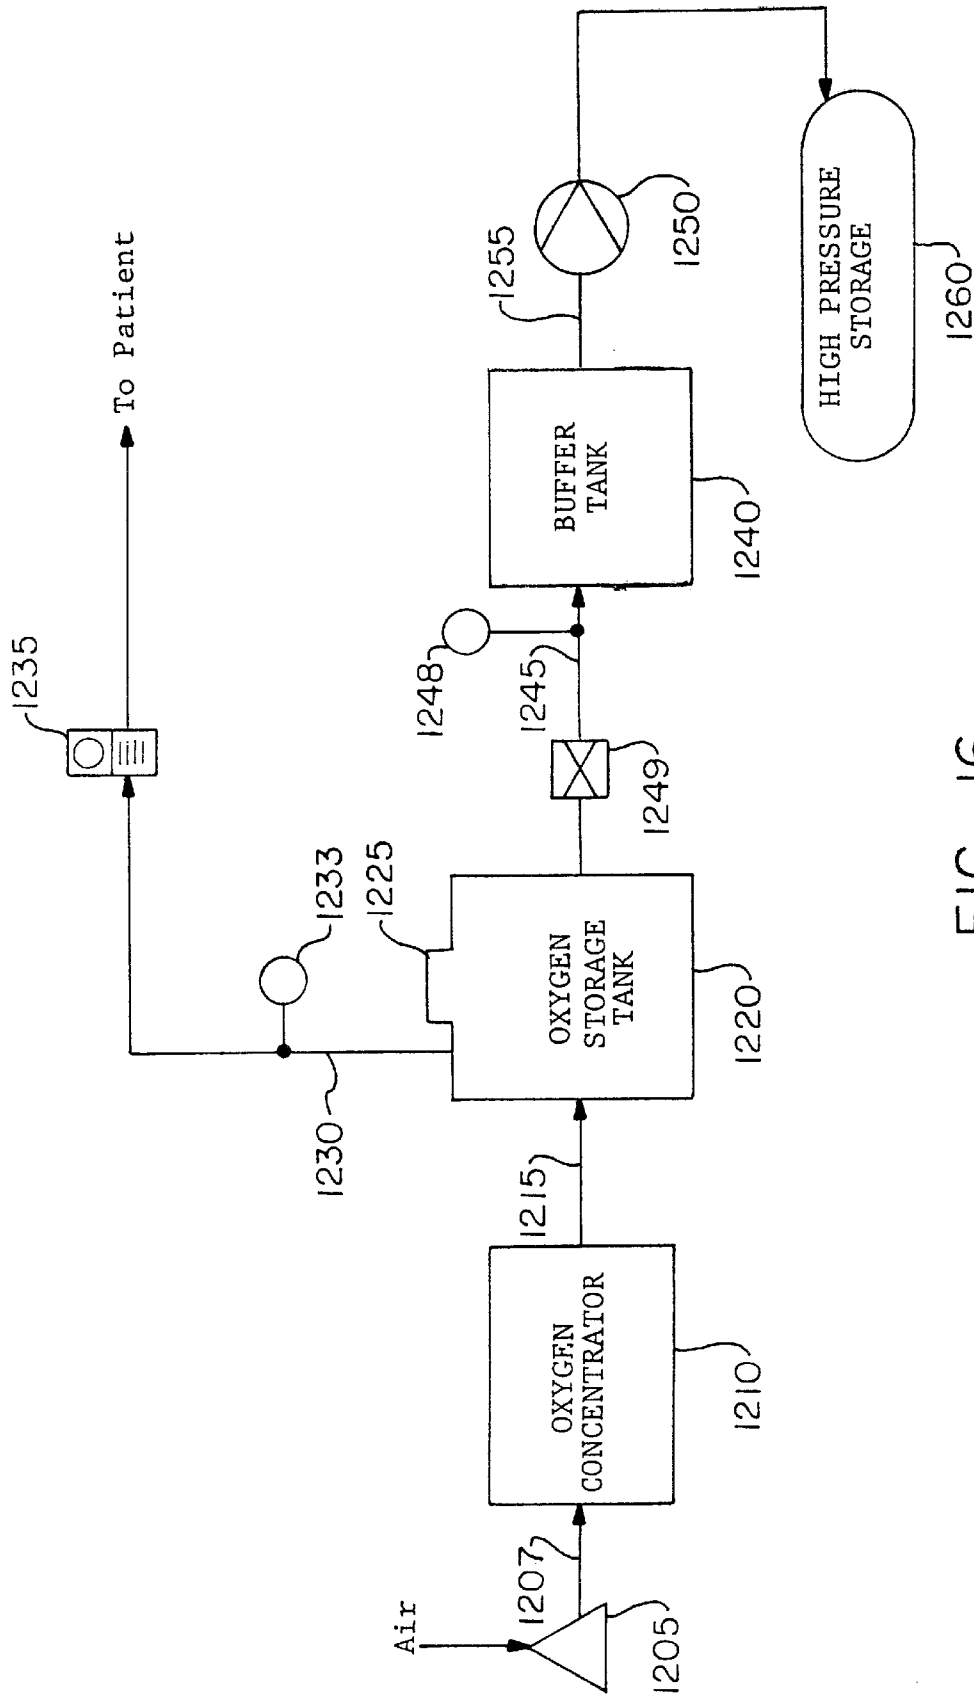 1235
To Patient
1233
1225
1230
1248
1255
1245
1250
Air
1207
1215
OXYGEN
CONCENTRATOR
OXYGEN
STORAGE
TANK
1249
BUFFER
TANK
1205
1210
1220
1240
HIGH PRESSURE
STORAGE
1260
FIG. 16